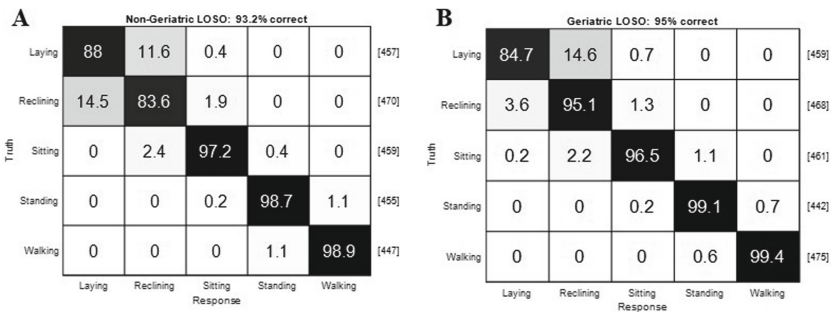 A
Non-Geriatric LOSO: 93.2% correct
Truth
Laying 88 11.6 0.4 0 0 [457]
Reclining 14.5 83.6 1.9 0 0 [470]
Sitting 0 2.4 97.2 0.4 0 [459]
Standing 0 0 0.2 98.7 1.1 [455]
Walking 0 0 0 1.1 98.9 [447]
Laying Reclining Sitting Standing Walking
Response
B
Geriatric LOSO: 95% correct
Truth
Laying 84.7 14.6 0.7 0 0 [459]
Reclining 3.6 95.1 1.3 0 0 [468]
Sitting 0.2 2.2 96.5 1.1 0 [461]
Standing 0 0 0.2 99.1 0.7 [442]
Walking 0 0 0 0.6 99.4 [475]
Laying Reclining Sitting Standing Walking
Response